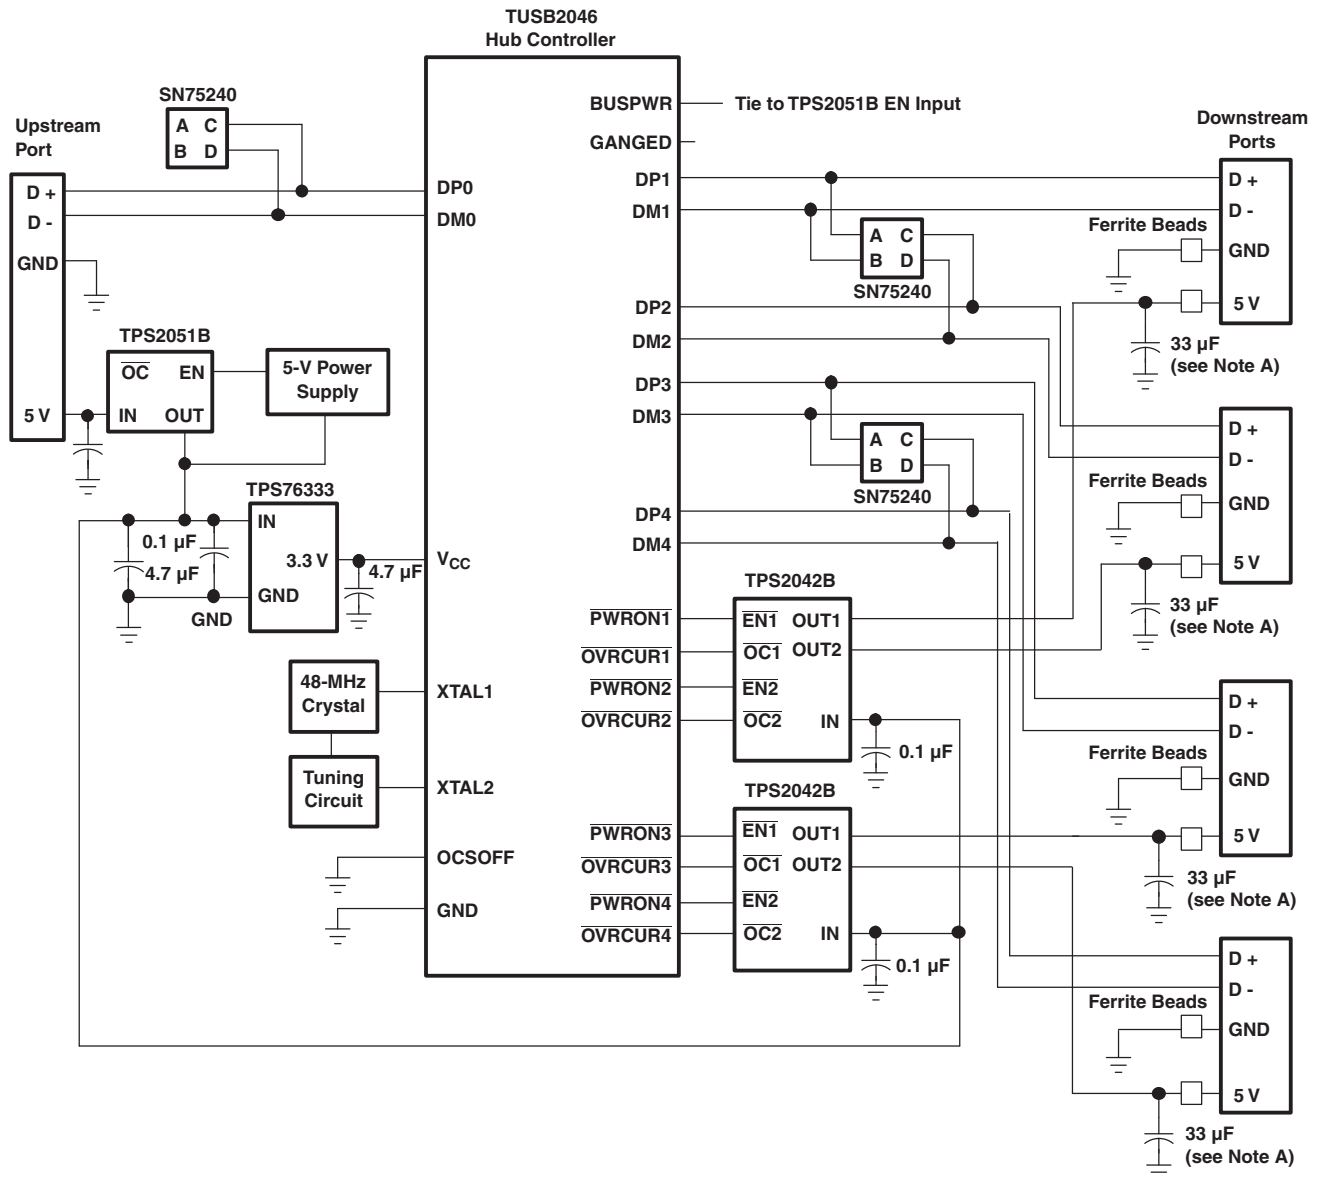 TUSB2046
Hub Controller
SN75240
A C
B D
Upstream
Port
D +
D -
GND
5 V
TPS2051B
OC EN
IN OUT
5-V Power
Supply
TPS76333
IN
3.3 V
GND
0.1 µF
4.7 µF
GND
4.7 µF
48-MHz
Crystal
Tuning
Circuit
DP0
DM0
VCC
XTAL1
XTAL2
OCSOFF
GND
BUSPWR
Tie to TPS2051B EN Input
GANGED
DP1
DM1
A C
B D
SN75240
DP2
DM2
DP3
DM3
A C
B D
SN75240
DP4
DM4
PWRON1
OVRCUR1
PWRON2
OVRCUR2
TPS2042B
EN1 OUT1
OC1 OUT2
EN2
OC2 IN
0.1 µF
PWRON3
OVRCUR3
PWRON4
OVRCUR4
TPS2042B
EN1 OUT1
OC1 OUT2
EN2
OC2 IN
0.1 µF
Downstream
Ports
D +
D -
Ferrite Beads
GND
5 V
33 µF
(see Note A)
D +
D -
Ferrite Beads
GND
5 V
33 µF
(see Note A)
D +
D -
Ferrite Beads
GND
5 V
33 µF
(see Note A)
D +
D -
Ferrite Beads
GND
5 V
33 µF
(see Note A)